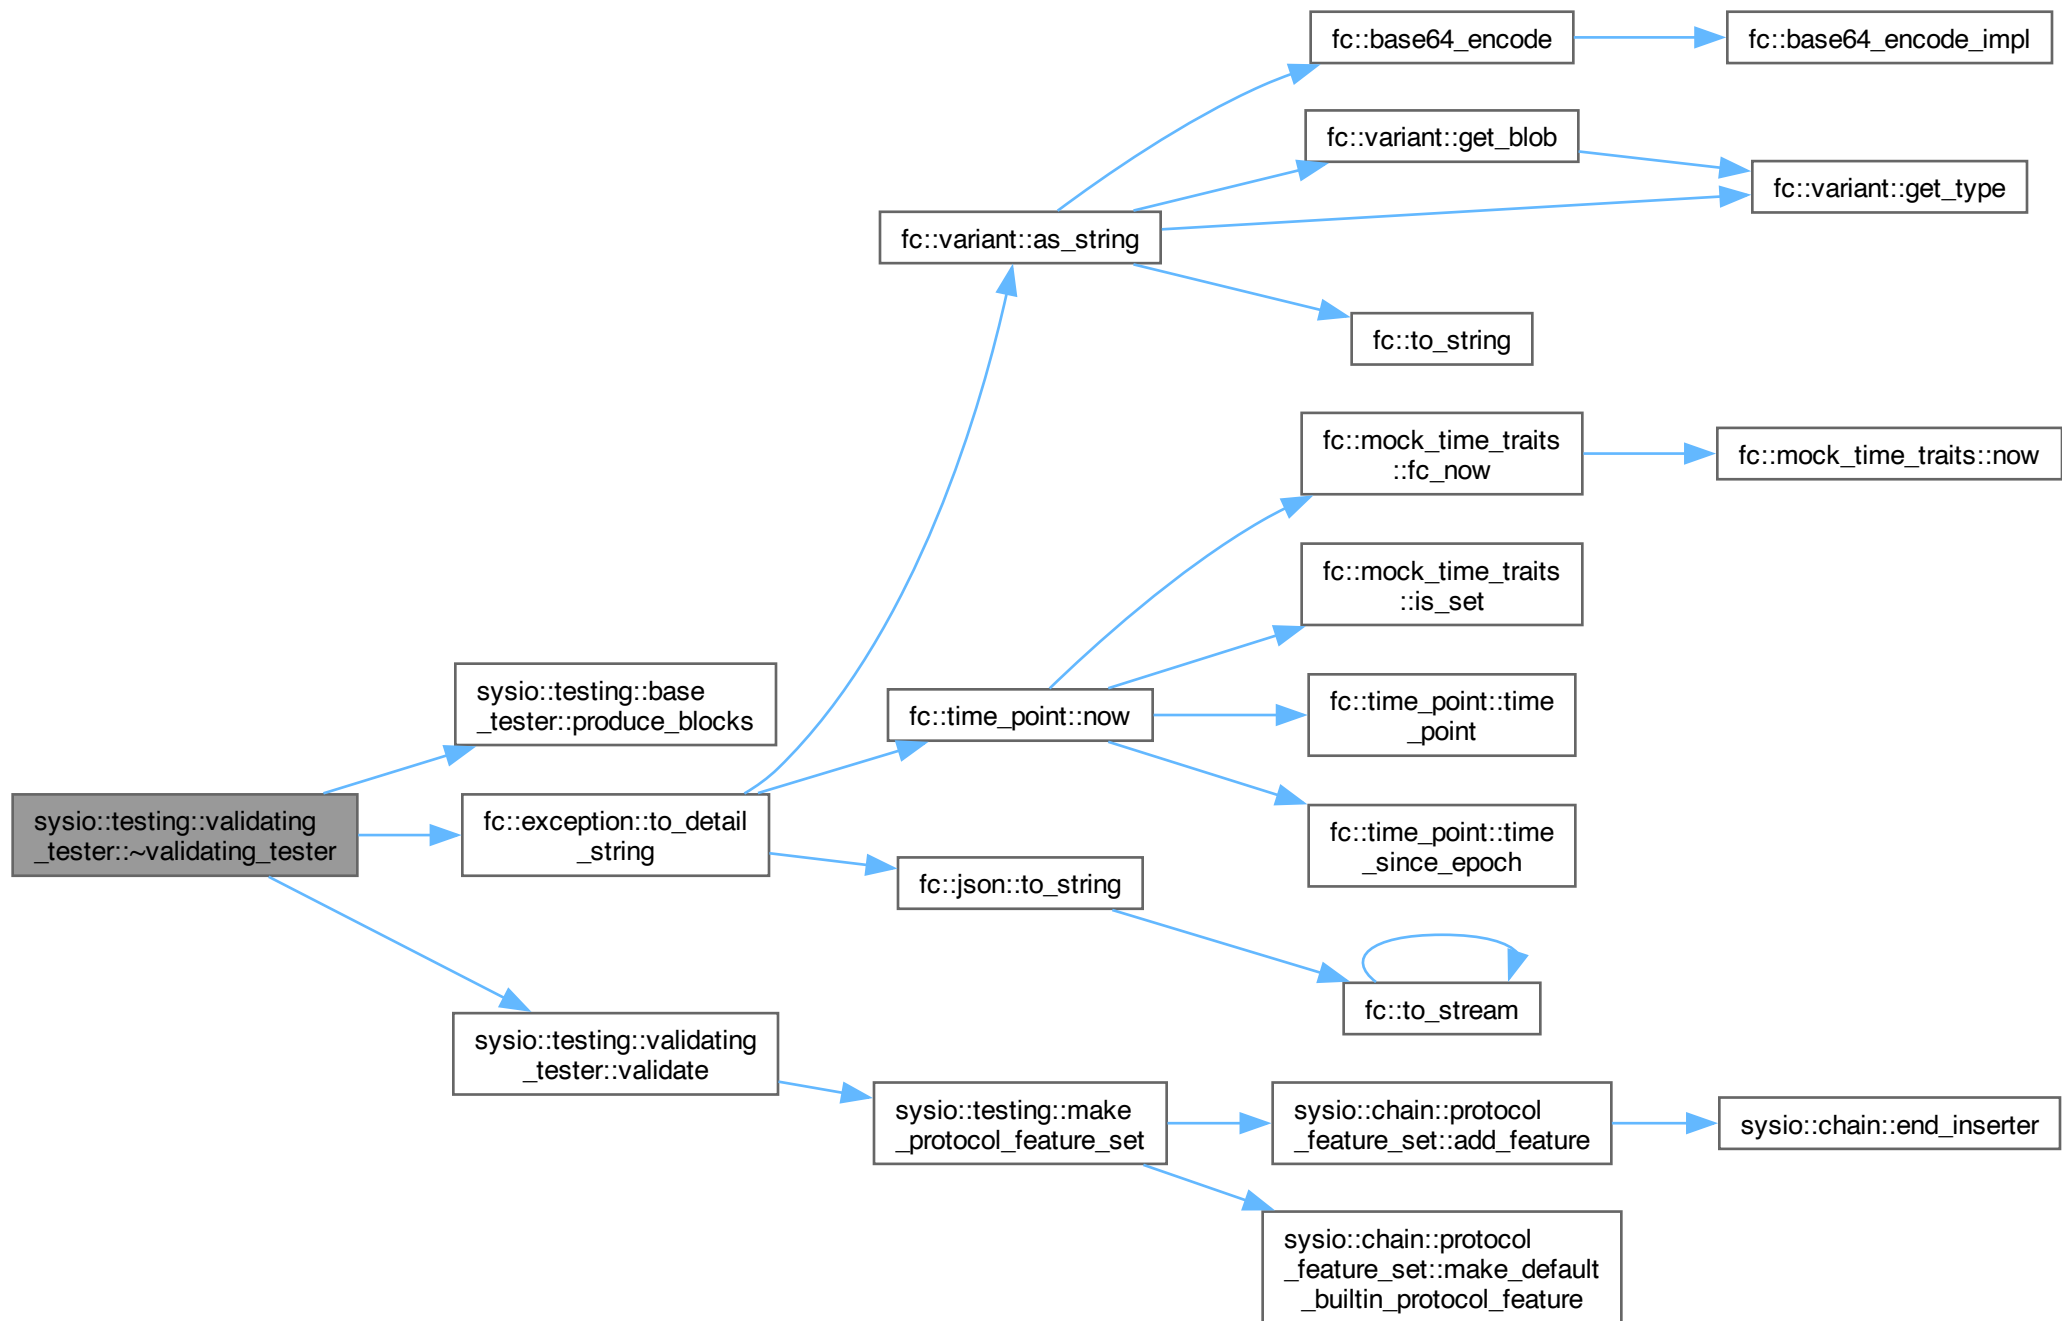 fc::base64_encode
fc::base64_encode_impl
fc::variant::get_blob
fc::variant::get_type
fc::variant::as_string
fc::to_string
fc::mock_time_traits
::fc_now
fc::mock_time_traits::now
fc::mock_time_traits
::is_set
sysio::testing::base
_tester::produce_blocks
fc::time_point::now
fc::time_point::time
_point
sysio::testing::validating
_tester::~validating_tester
fc::exception::to_detail
_string
fc::time_point::time
_since_epoch
fc::json::to_string
fc::to_stream
sysio::testing::validating
_tester::validate
sysio::testing::make
_protocol_feature_set
sysio::chain::protocol
_feature_set::add_feature
sysio::chain::end_inserter
sysio::chain::protocol
_feature_set::make_default
_builtin_protocol_feature